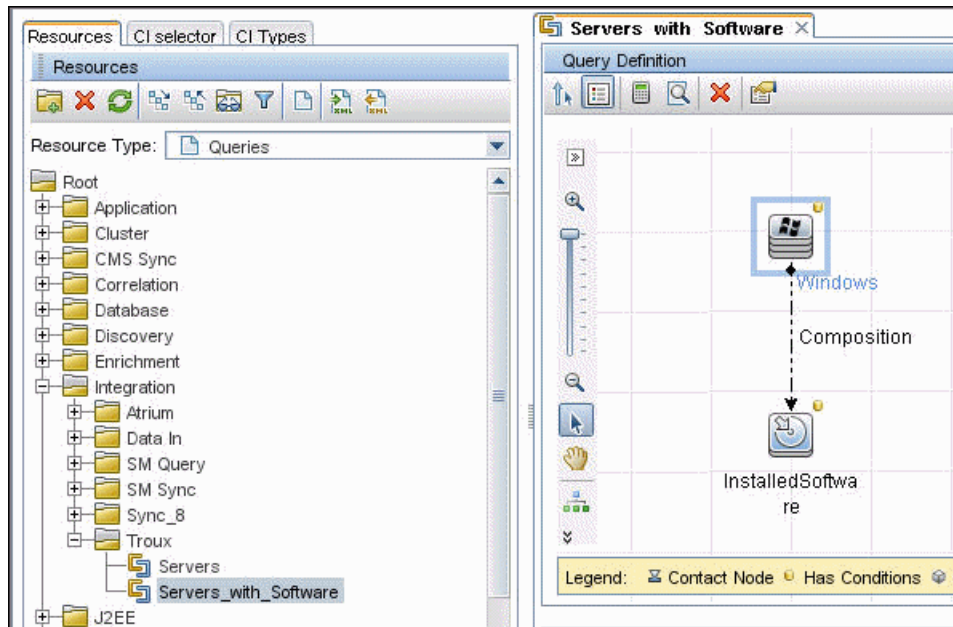 Resources
CI selector
CI Types
Resources
Resource Type:
Queries
Root
Application
Cluster
CMS Sync
Correlation
Database
Discovery
Enrichment
Integration
Atrium
Data In
SM Query
SM Sync
Sync_8
Troux
Servers
Servers_with_Software
J2EE
Servers with Software
Query Definition
Windows
Composition
InstalledSoftwa
re
Legend: Contact Node Has Conditions